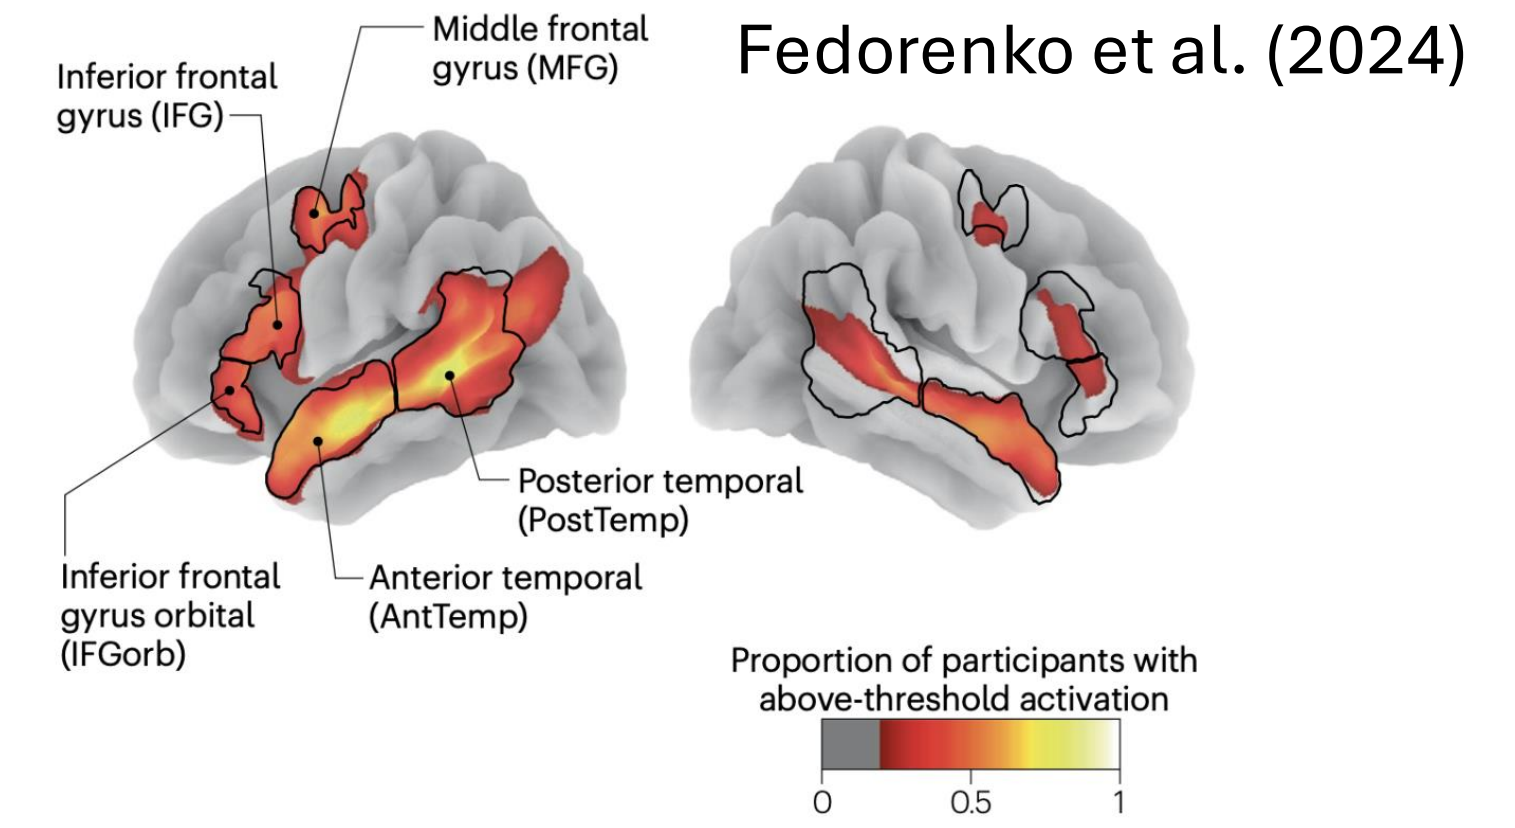 Middle frontal
gyrus (MFG)
Fedorenko et al. (2024)
Inferior frontal
gyrus (IFG)
Posterior temporal
(PostTemp)
Inferior frontal
gyrus orbital
(IFGorb)
Anterior temporal
(AntTemp)
Proportion of participants with
above-threshold activation
0 0.5 1